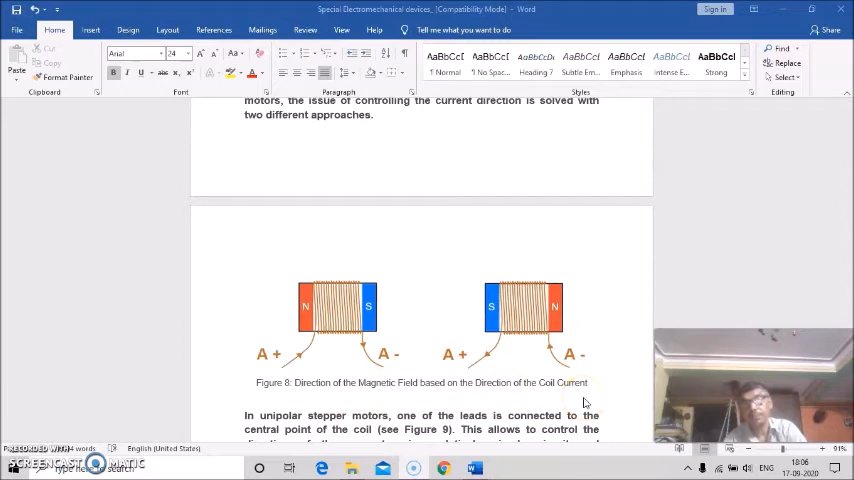 Special Electromechanical devices_ [Compatibility Mode] - Word
Sign in
File Home Insert Draw Design Layout References Mailings Review View Help Tell me what you want to do Share
Cut
Copy
Paste
Format Painter
Clipboard
Arial 24
Font
Paragraph
AaBbCcI AaBbCcI AaBbCcDc AaBbCcI AaBbCcI AaBbCcI AaBbCcI
¶ Normal ¶ No Spac... Heading 7 Subtle Em... Emphasis Intense E... Strong
Styles
Find
Replace
Select
Editing
motors, the issue of controlling the current direction is solved with
two different approaches.
N S S N
A + A - A + A -
Figure 8: Direction of the Magnetic Field based on the Direction of the Coil Current
In unipolar stepper motors, one of the leads is connected to the
central point of the coil (see Figure 9). This allows to control the
English (United States)
91%
RECORDED WITH
SCREENCAST MATIC
Type here to search
ENG
18:06
17-09-2020